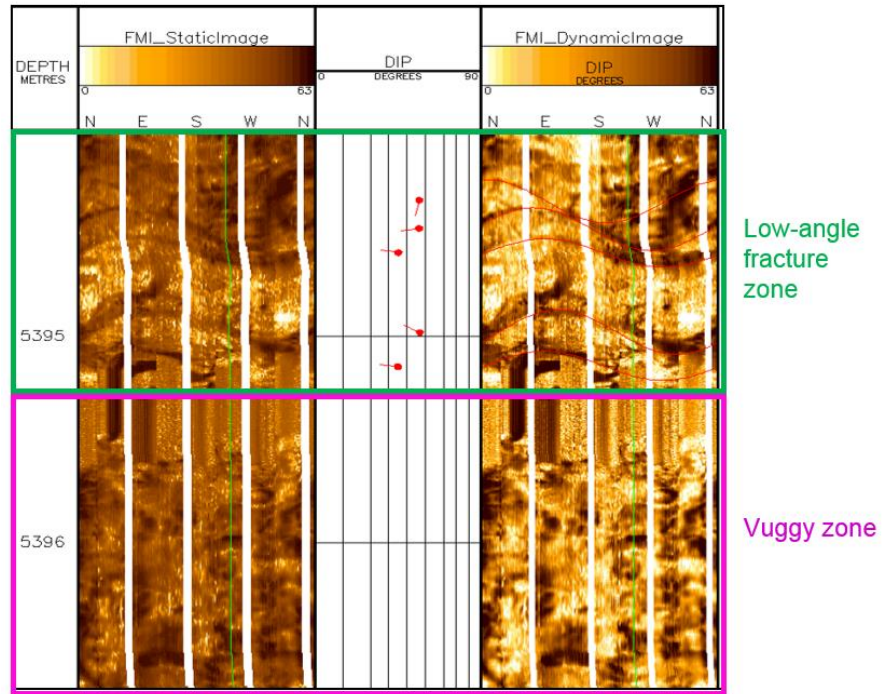 FMI_StaticImage
DIP
FMI_DynamicImage
DEPTH
METRES
DEGREES
DIP
DEGREES
0 63
0 90
0 63
N E S W N
N E S W N
Low-angle
fracture
zone
5395
Vuggy zone
5396